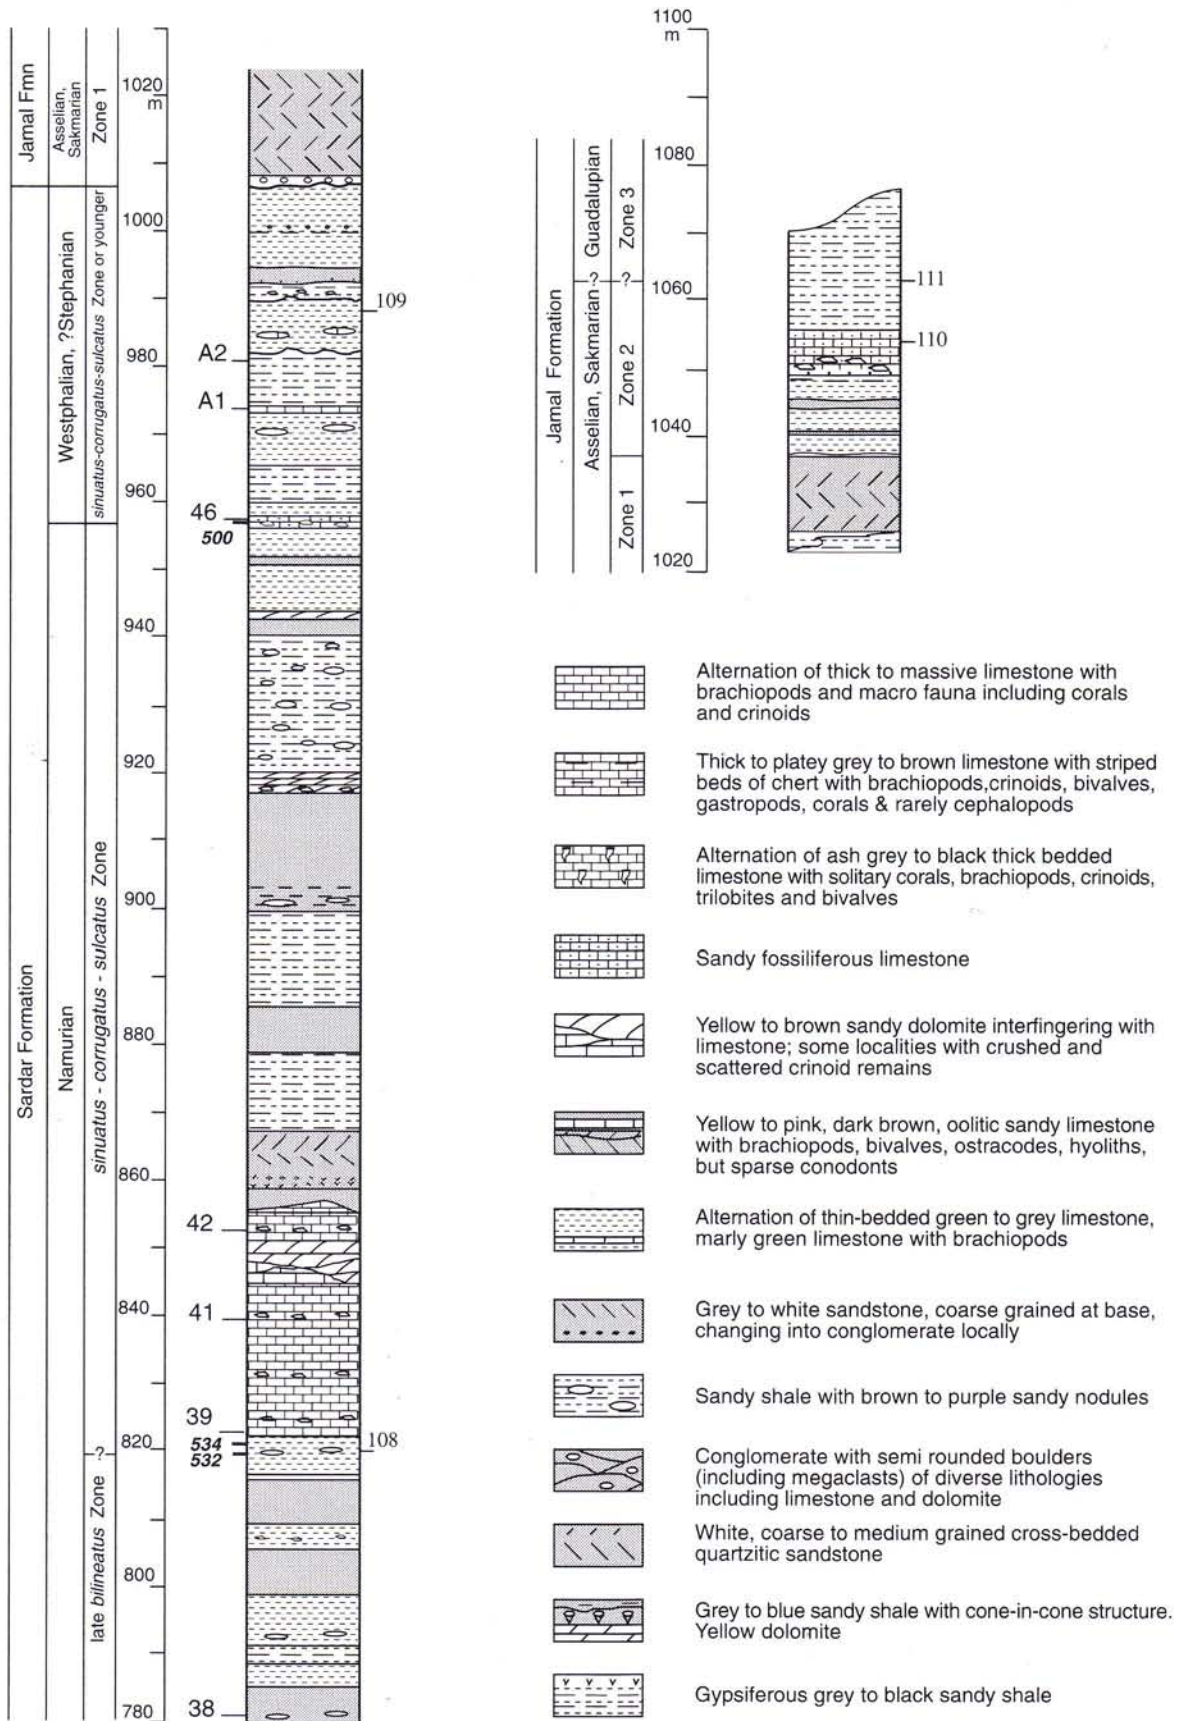 Jamal Fmn
Asselian,
Sakmarian
Zone 1
Sardar Formation
Westphalian, ?Stephanian
sinuatus-corrugatus-sulcatus Zone or younger
Namurian
sinuatus - corrugatus - sulcatus Zone
?
late bilineatus Zone
1020
m
1000
980
960
940
920
900
880
860
840
820
800
780
109
A2
A1
46
500
42
41
39
534
532
108
38
1100
m
1080
1060
1040
1020
Jamal Formation
Asselian, Sakmarian
Guadalupian
? ?
Zone 3
Zone 2
Zone 1
111
110
Alternation of thick to massive limestone with
brachiopods and macro fauna including corals
and crinoids
Thick to platey grey to brown limestone with striped
beds of chert with brachiopods,crinoids, bivalves,
gastropods, corals & rarely cephalopods
Alternation of ash grey to black thick bedded
limestone with solitary corals, brachiopods, crinoids,
trilobites and bivalves
Sandy fossiliferous limestone
Yellow to brown sandy dolomite interfingering with
limestone; some localities with crushed and
scattered crinoid remains
Yellow to pink, dark brown, oolitic sandy limestone
with brachiopods, bivalves, ostracodes, hyoliths,
but sparse conodonts
Alternation of thin-bedded green to grey limestone,
marly green limestone with brachiopods
Grey to white sandstone, coarse grained at base,
changing into conglomerate locally
Sandy shale with brown to purple sandy nodules
Conglomerate with semi rounded boulders
(including megaclasts) of diverse lithologies
including limestone and dolomite
White, coarse to medium grained cross-bedded
quartzitic sandstone
Grey to blue sandy shale with cone-in-cone structure.
Yellow dolomite
Gypsiferous grey to black sandy shale